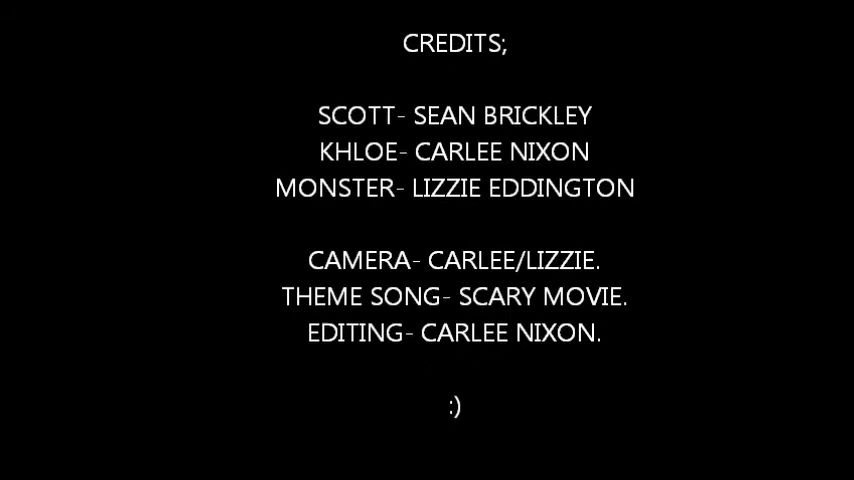 CREDITS;
SCOTT- SEAN BRICKLEY
KHLOE- CARLEE NIXON
MONSTER- LIZZIE EDDINGTON
CAMERA- CARLEE/LIZZIE.
THEME SONG- SCARY MOVIE.
EDITING- CARLEE NIXON.
:)